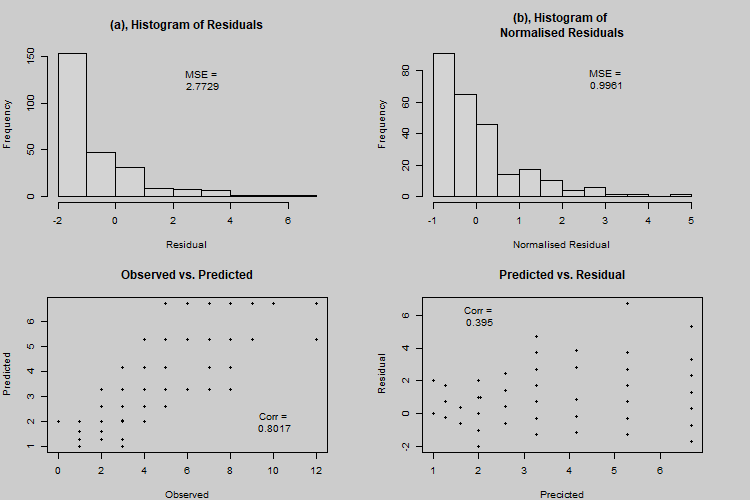 (a), Histogram of Residuals
MSE =
2.7729
Frequency
0 50 100 150
-2 0 2 4 6
Residual
(b), Histogram of
Normalised Residuals
MSE =
0.9961
Frequency
0 20 40 60 80
-1 0 1 2 3 4 5
Normalised Residual
Observed vs. Predicted
Corr =
0.8017
Predicted
1 2 3 4 5 6
0 2 4 6 8 10 12
Observed
Predicted vs. Residual
Corr =
0.395
Residual
-2 0 2 4 6
1 2 3 4 5 6
Precicted